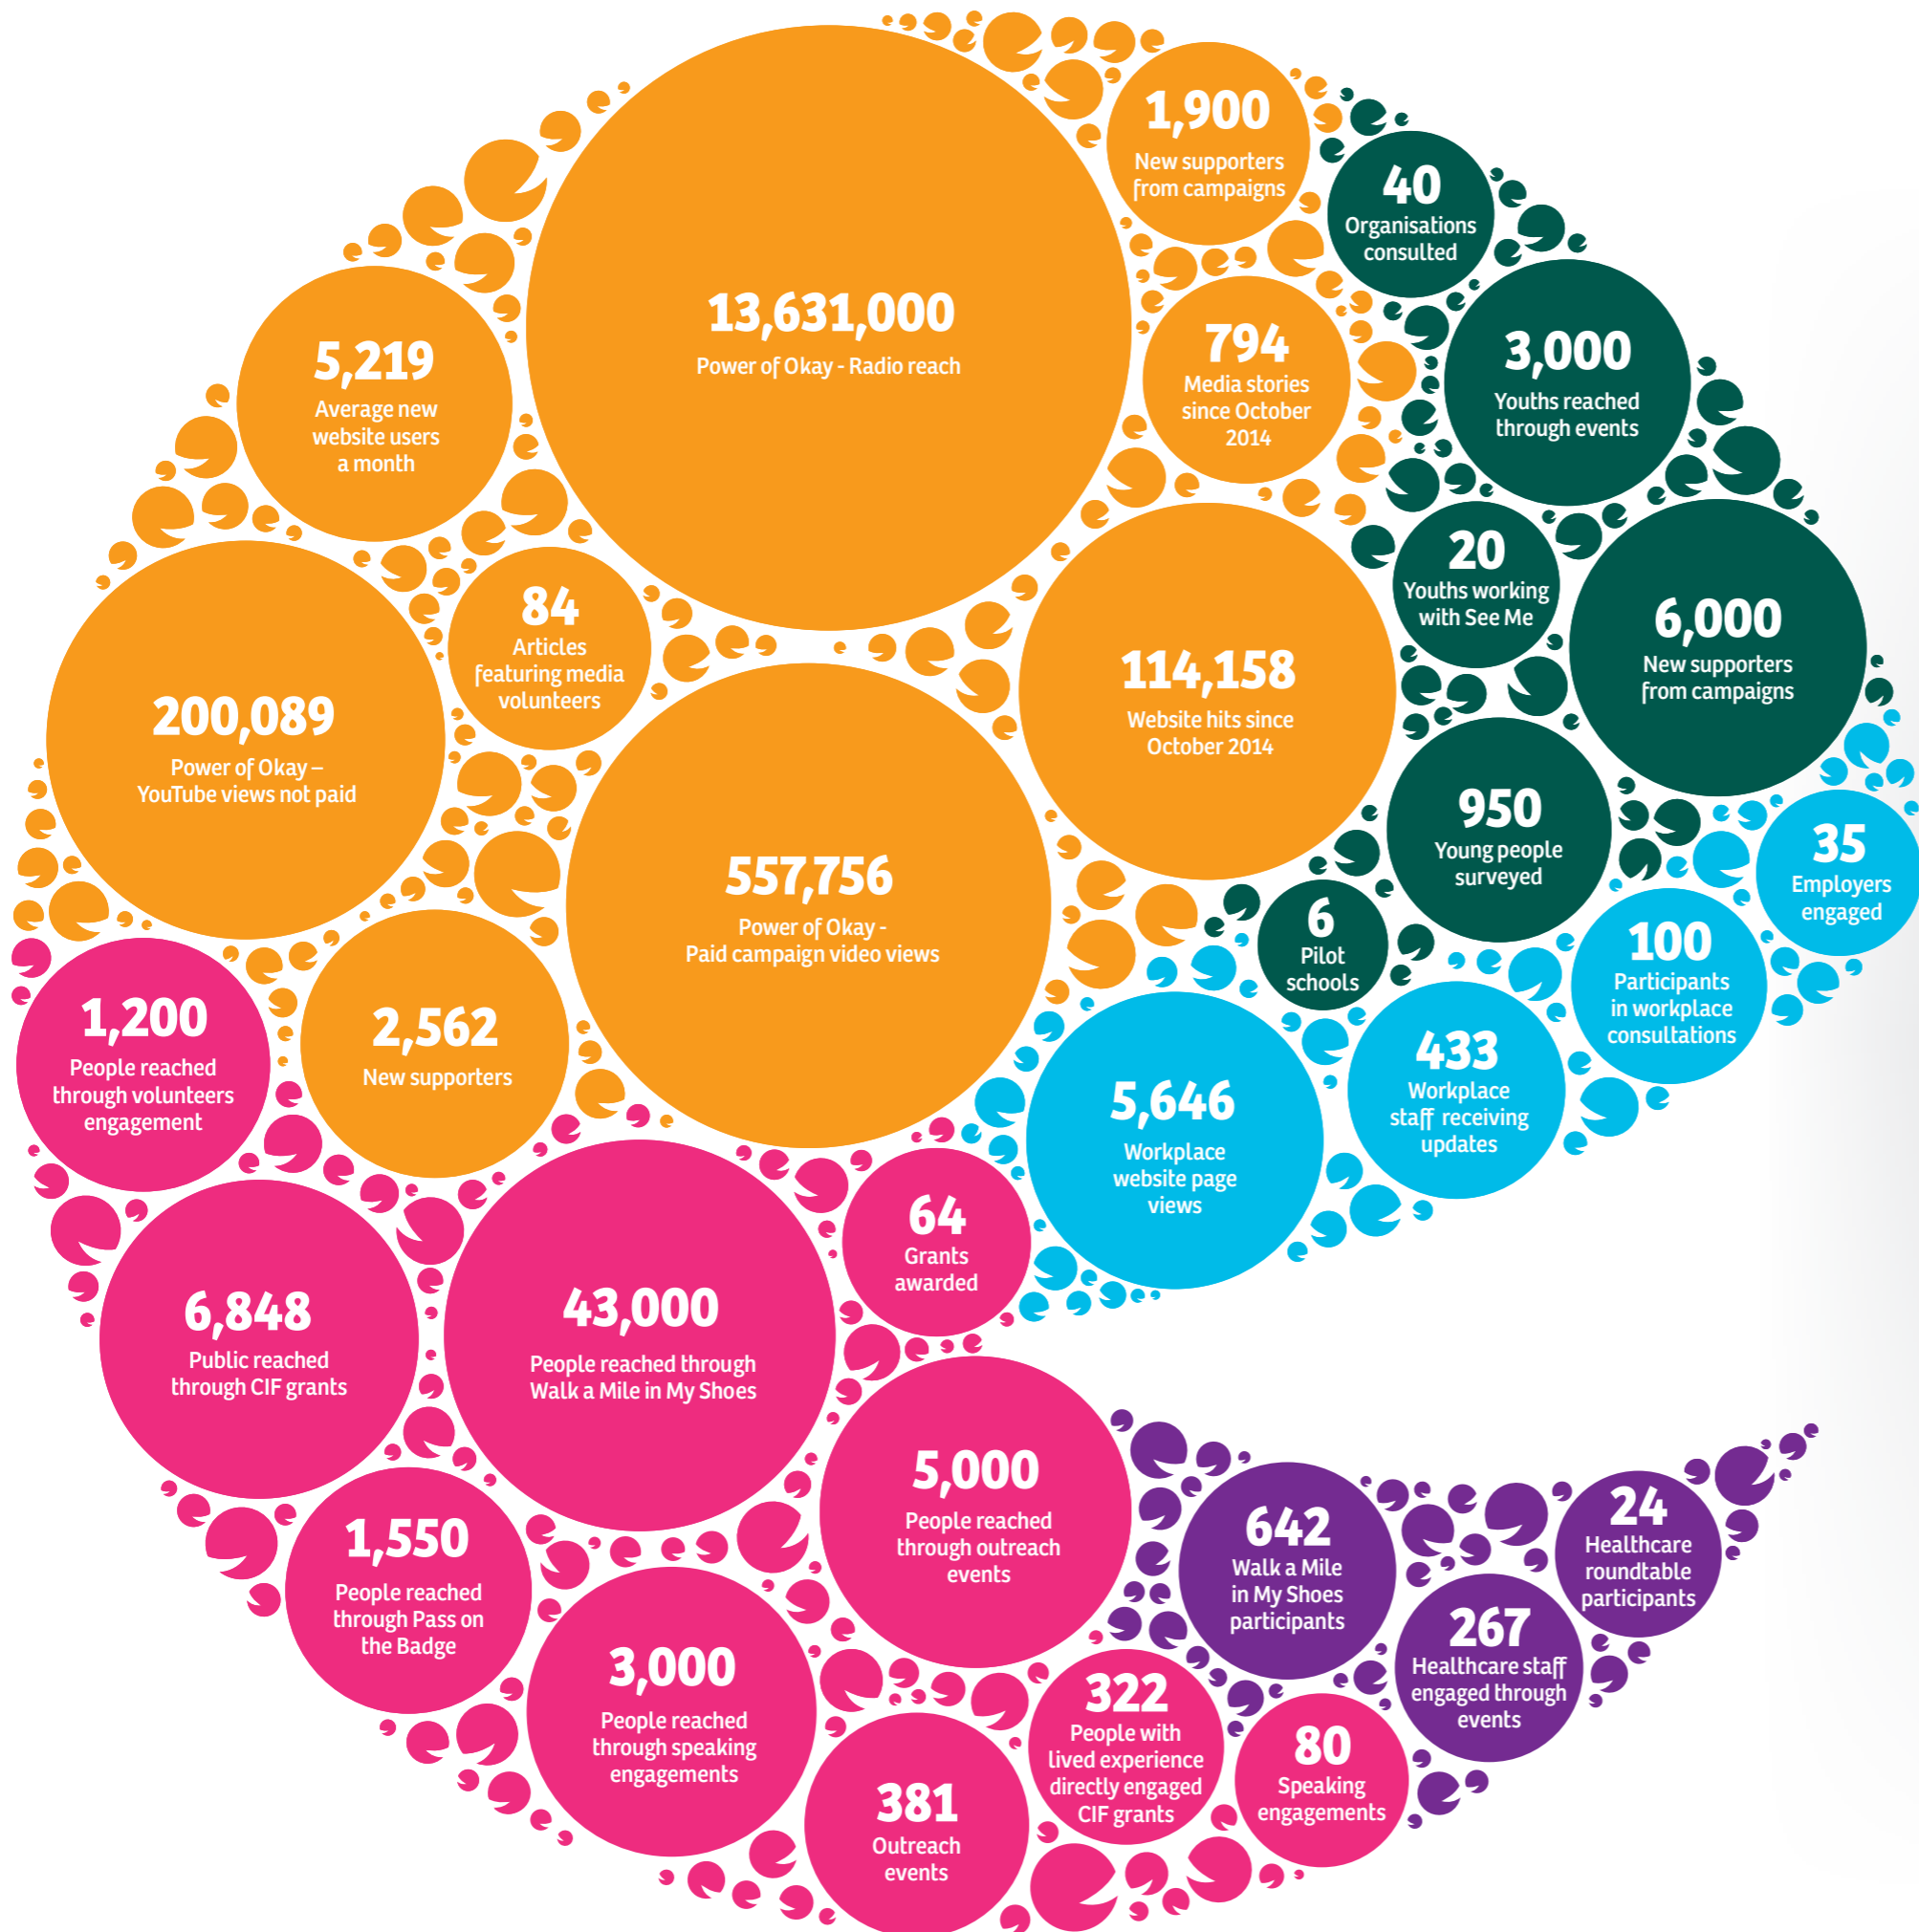 1,900
New supporters
from campaigns
40
Organisations
consulted
13,631,000
Power of Okay - Radio reach
5,219
Average new
website users
a month
794
Media stories
since October
2014
3,000
Youths reached
through events
20
Youths working
with See Me
6,000
New supporters
from campaigns
84
Articles
featuring media
volunteers
114,158
Website hits since
October 2014
200,089
Power of Okay –
YouTube views not paid
950
Young people
surveyed
35
Employers
engaged
557,756
Power of Okay -
Paid campaign video views
6
Pilot
schools
100
Participants
in workplace
consultations
1,200
People reached
through volunteers
engagement
2,562
New supporters
433
Workplace
staff receiving
updates
5,646
Workplace
website page
views
64
Grants
awarded
6,848
Public reached
through CIF grants
43,000
People reached through
Walk a Mile in My Shoes
5,000
People reached
through outreach
events
642
Walk a Mile
in My Shoes
participants
24
Healthcare
roundtable
participants
1,550
People reached
through Pass on
the Badge
267
Healthcare staff
engaged through
events
3,000
People reached
through speaking
engagements
322
People with
lived experience
directly engaged
CIF grants
80
Speaking
engagements
381
Outreach
events